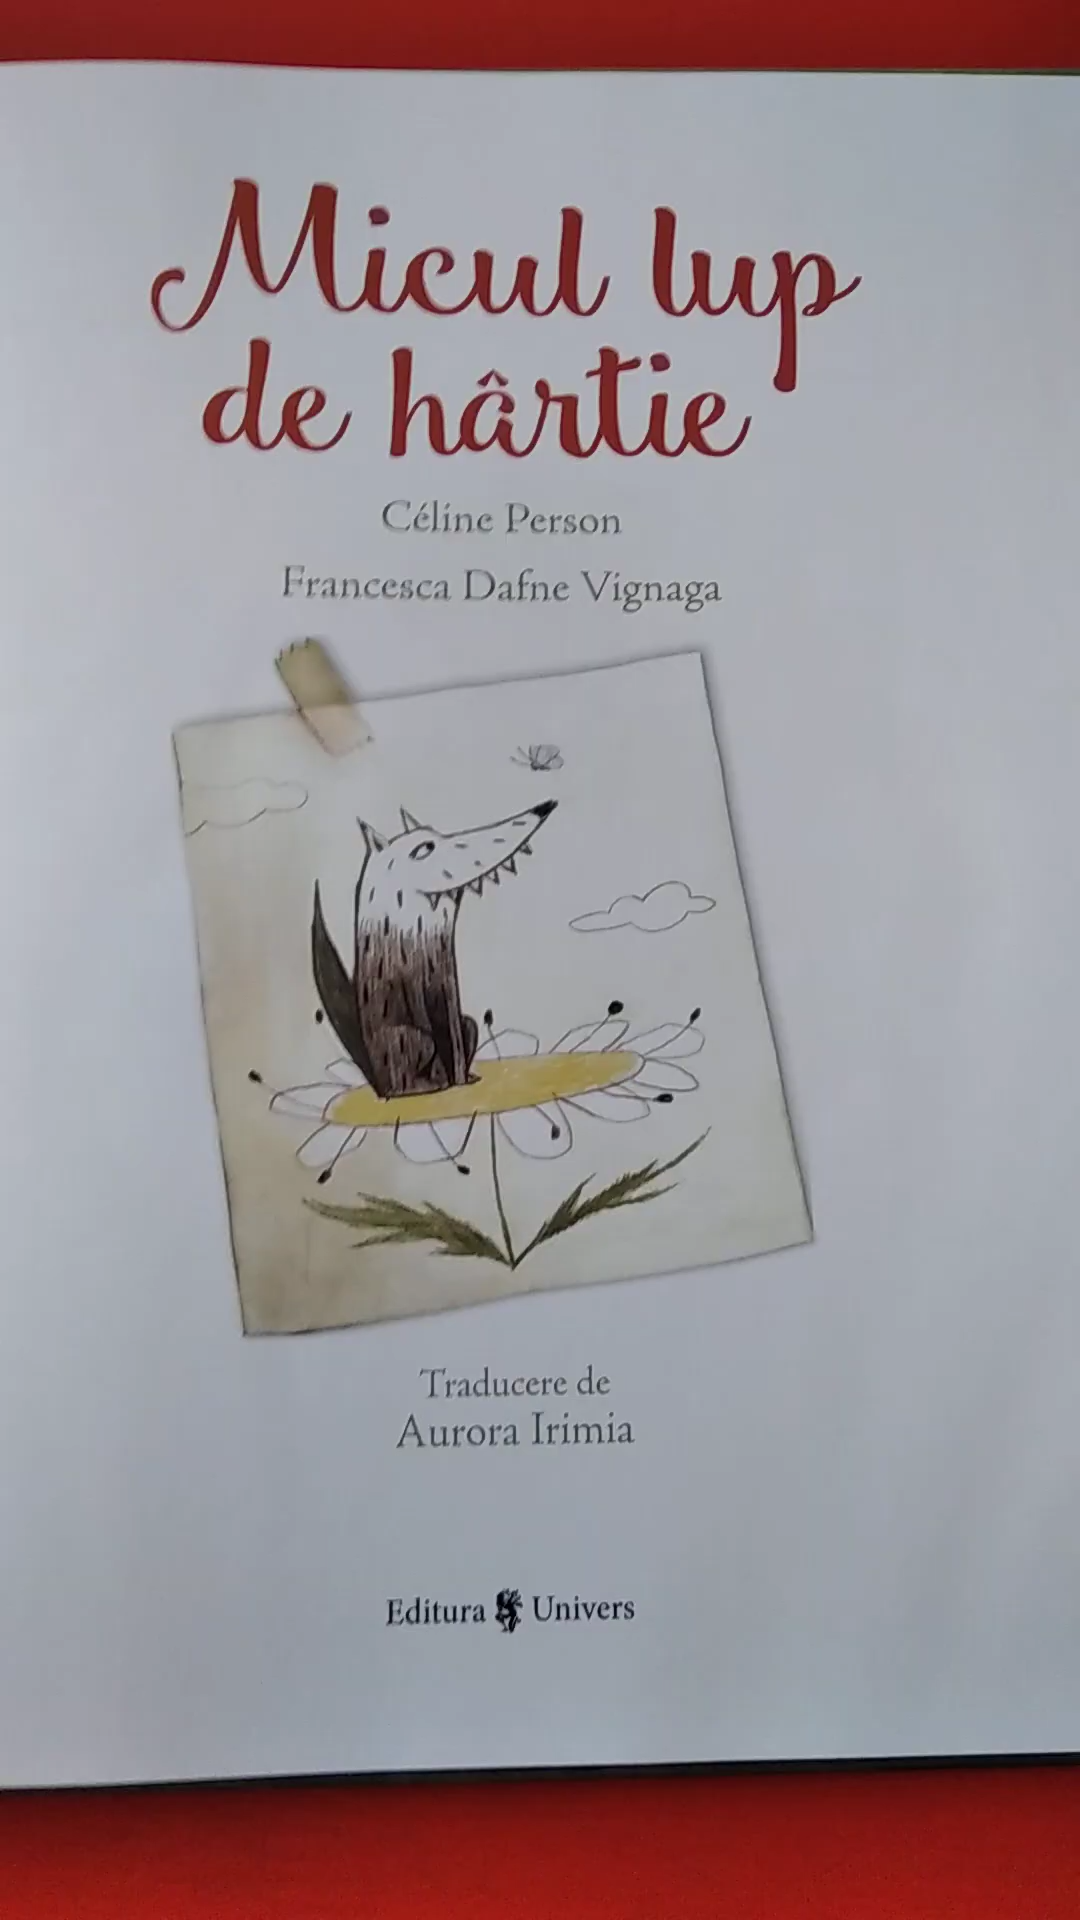 Micul lup
de hârtie
Céline Person
Francesca Dafne Vignaga
Traducere de
Aurora Irimia
Editura Univers